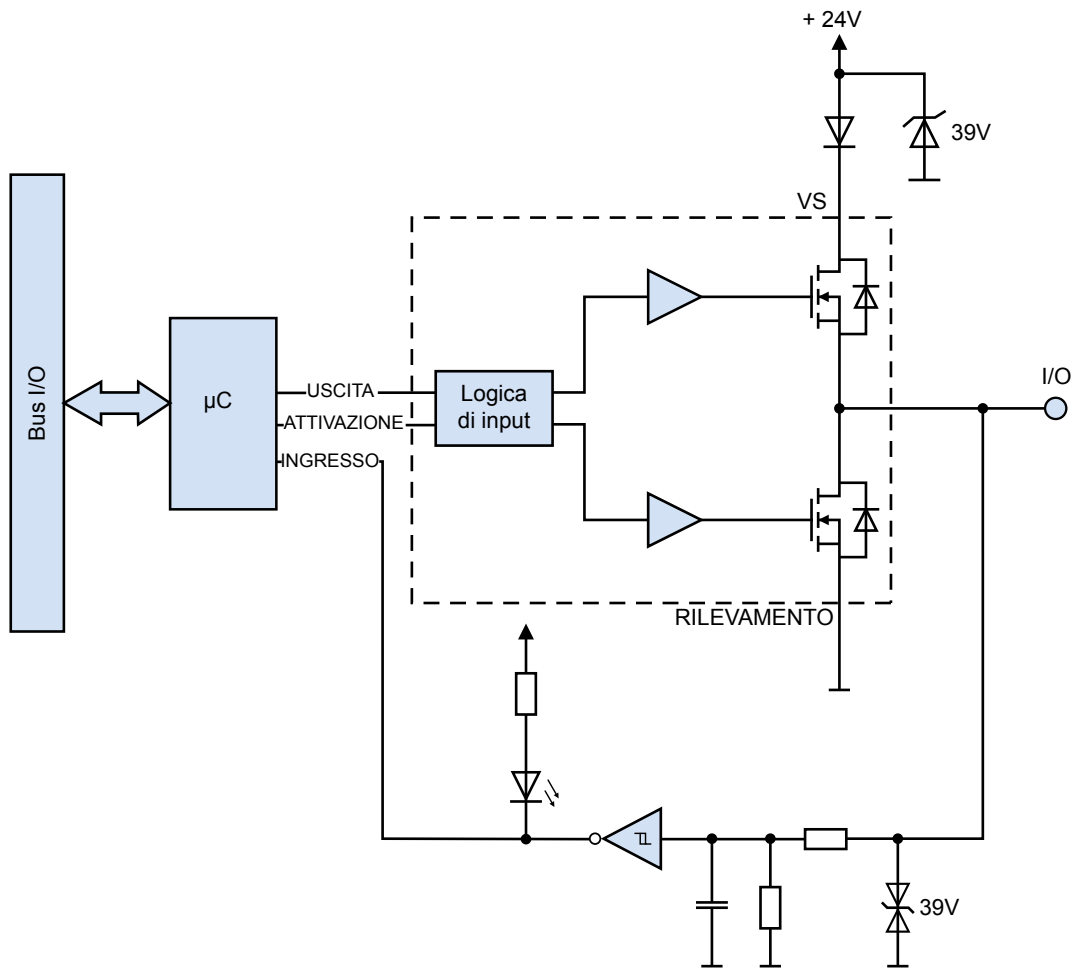 + 24V
39V
VS
Bus I/O
µC
USCITA
ATTIVAZIONE
INGRESSO
Logica
di input
I/O
RILEVAMENTO
39V